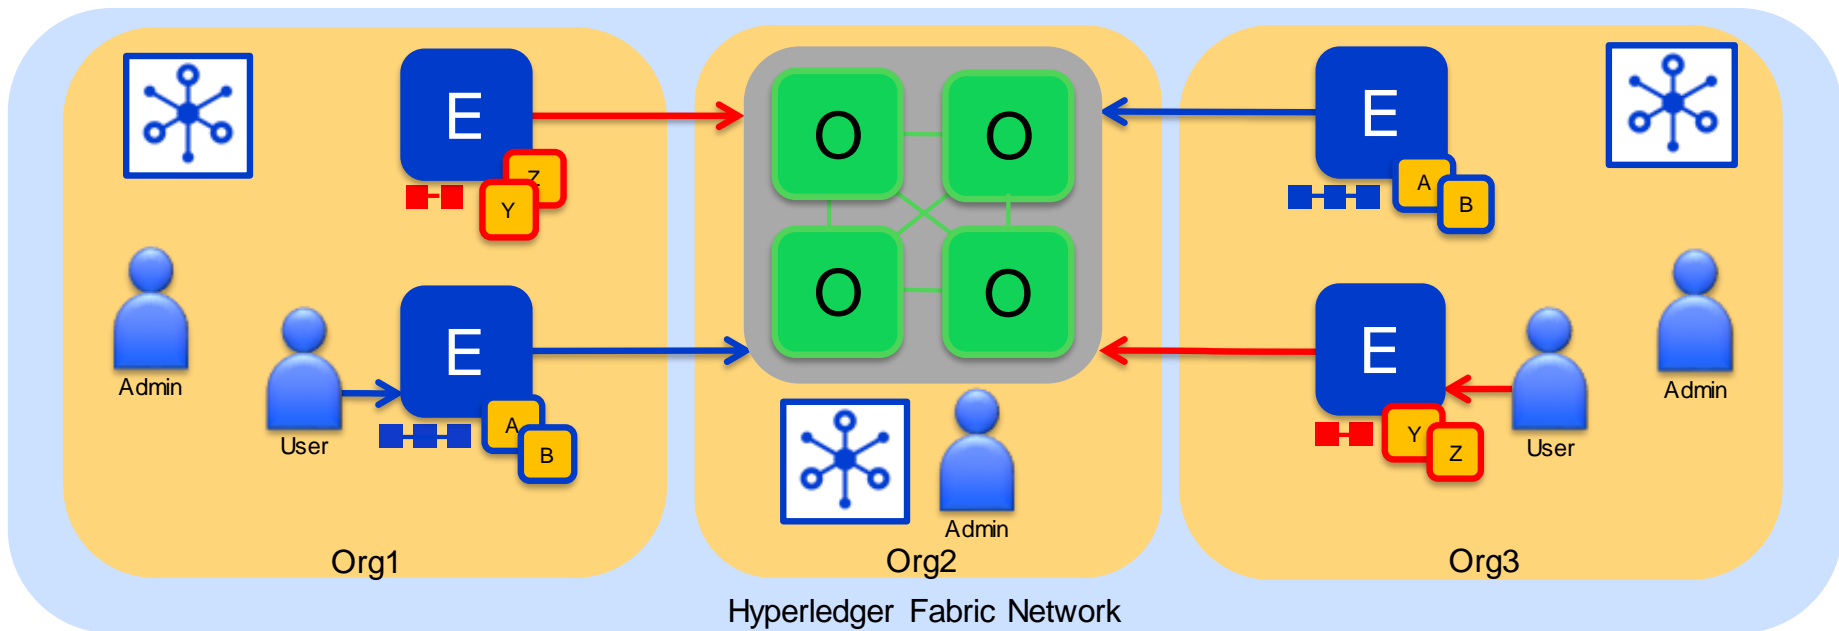 E
Z
Y
Admin
User
E
A
B
Org1
O
O
O
O
Admin
Org2
E
A
B
E
Y
Z
User
Admin
Org3
Hyperledger Fabric Network